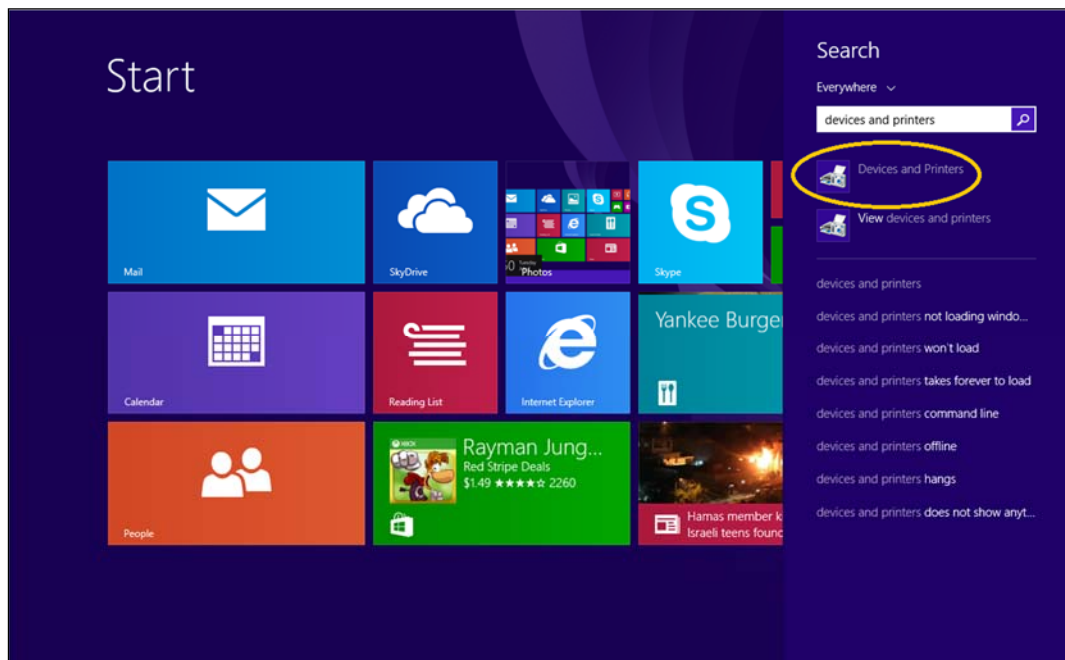 Start
Search
Everywhere
devices and printers
Devices and Printers
View devices and printers
devices and printers
devices and printers not loading windo...
devices and printers won't load
devices and printers takes forever to load
devices and printers command line
devices and printers offline
devices and printers hangs
devices and printers does not show anyt...
Mail
SkyDrive
Photos
Skype
S
Calendar
Reading List
Internet Explorer
Yankee Burge
People
XBOX
Rayman Jung...
Red Stripe Deals
$1.49 ★★★★☆ 2260
Hamas member k
Israeli teens found